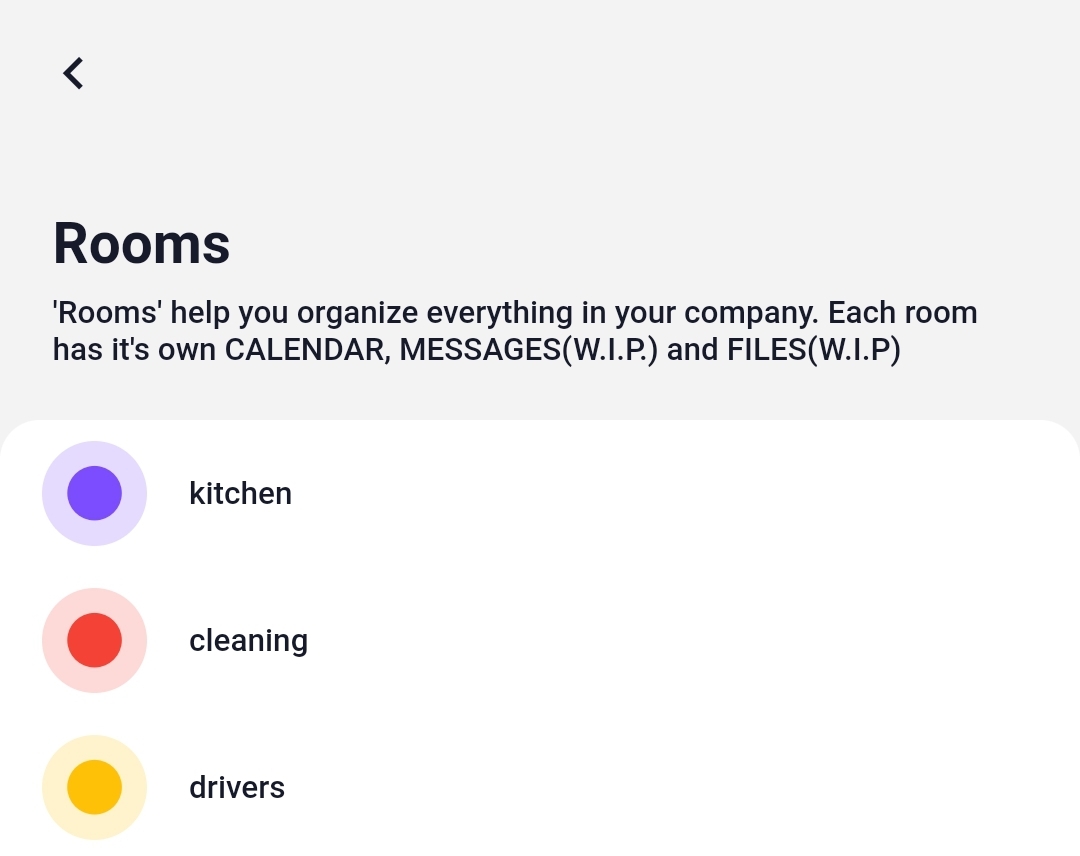 Rooms
'Rooms' help you organize everything in your company. Each room
has it's own CALENDAR, MESSAGES(W.I.P.) and FILES(W.I.P)
kitchen
cleaning
drivers